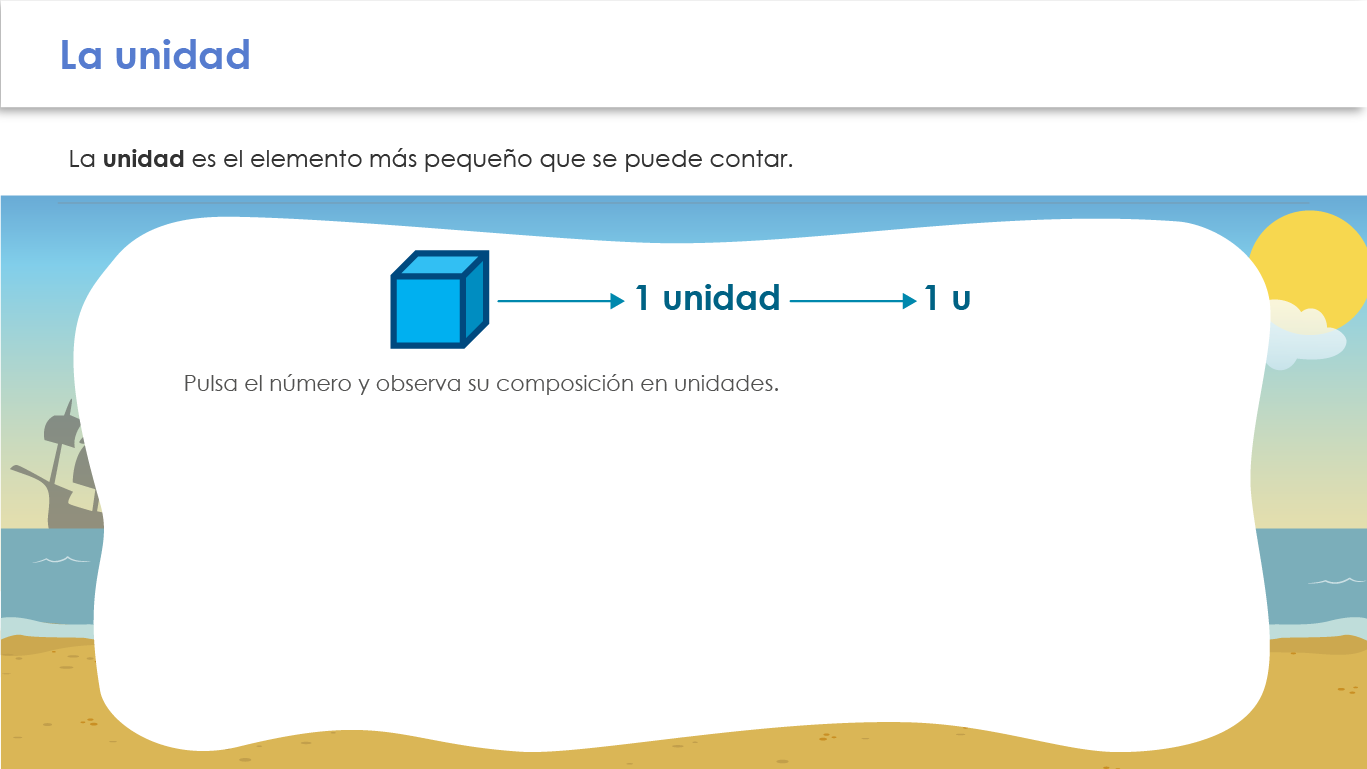 La unidad
La unidad es el elemento más pequeño que se puede contar.
1 unidad 1 u
Pulsa el número y observa su composición en unidades.